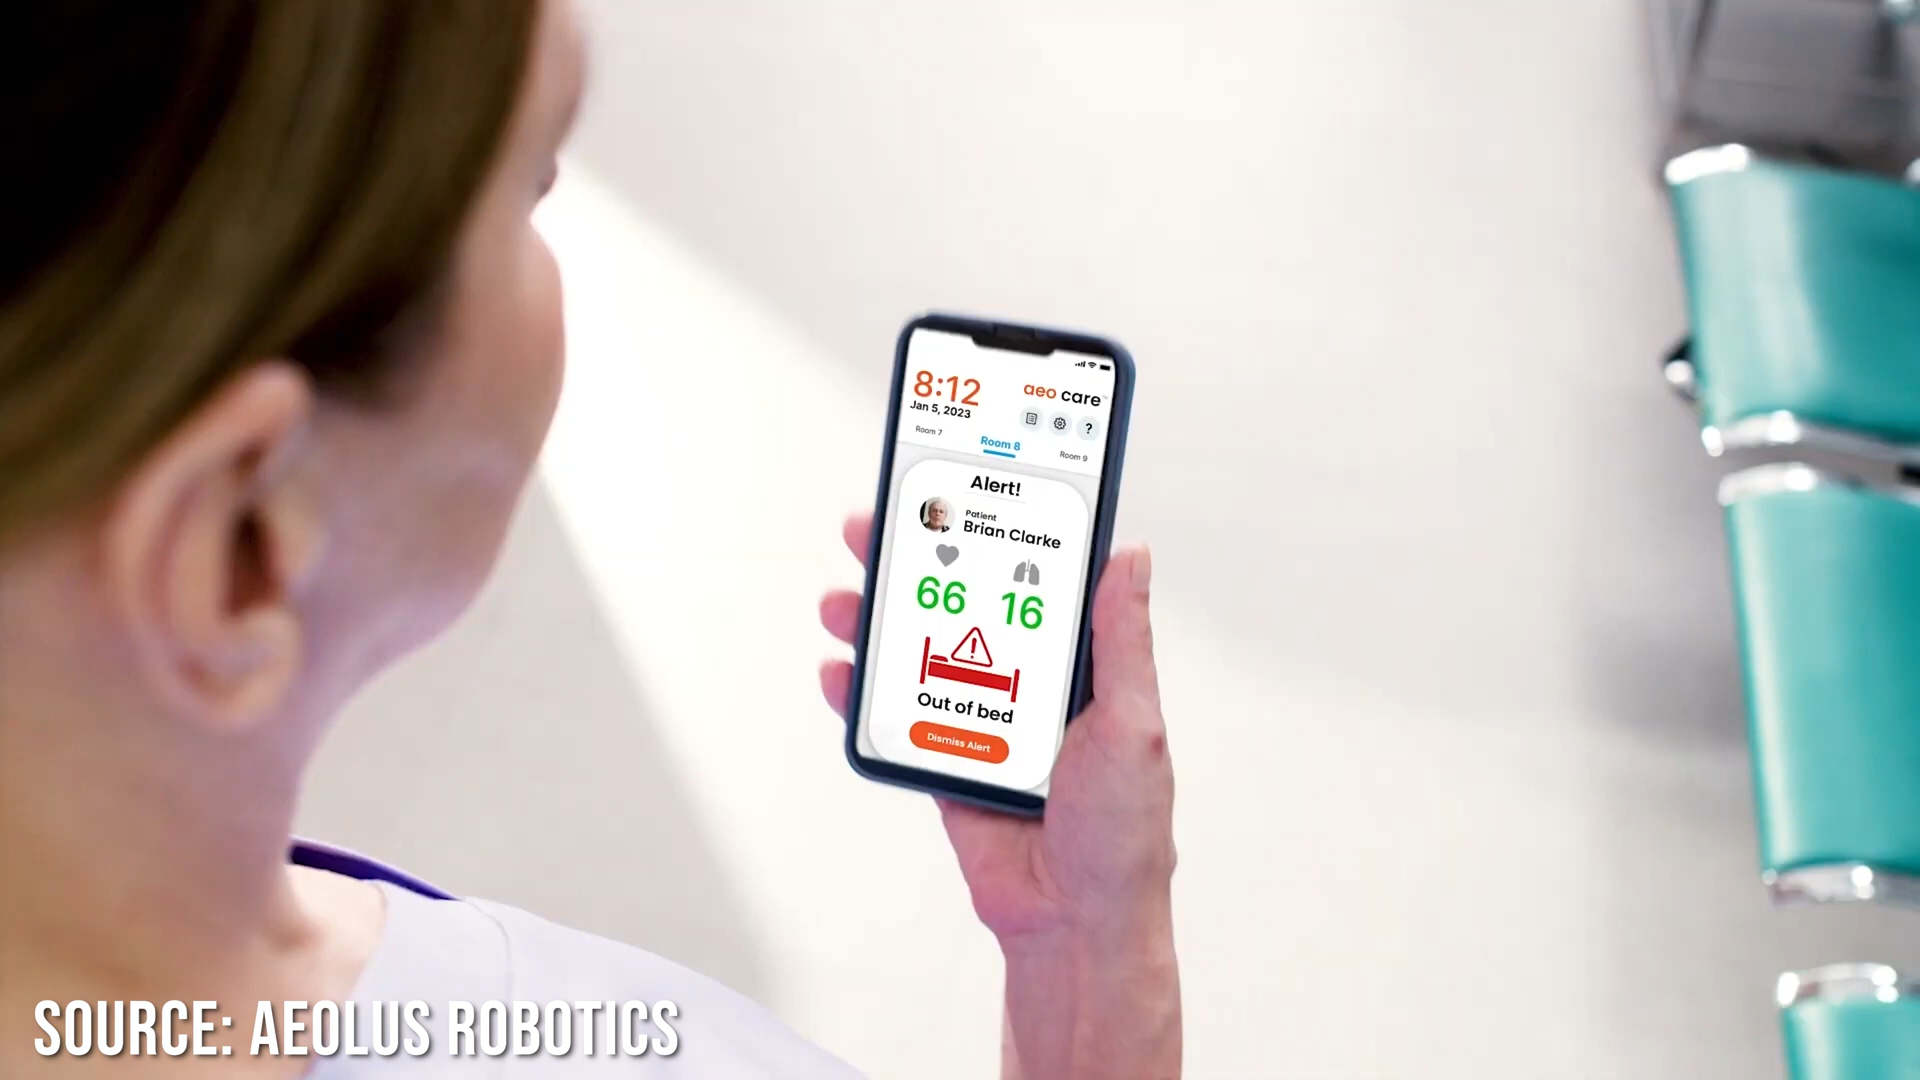 8:12
aeo care™
Jan 5, 2023
?
Room 7
Room 8
Room 9
Alert!
Patient
Brian Clarke
66
16
!
Out of bed
Dismiss Alert
SOURCE: AEOLUS ROBOTICS